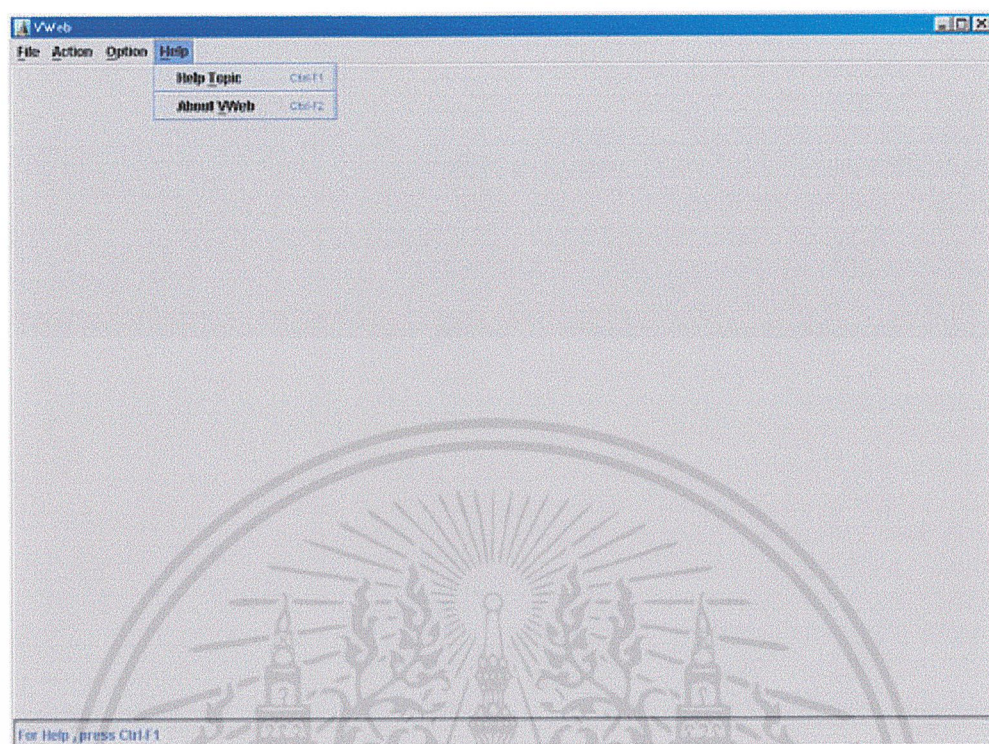 VWeb
File Action Option Help
Help Topic Ctrl-F1
About VWeb Ctrl-F2
For Help , press Ctrl-F1